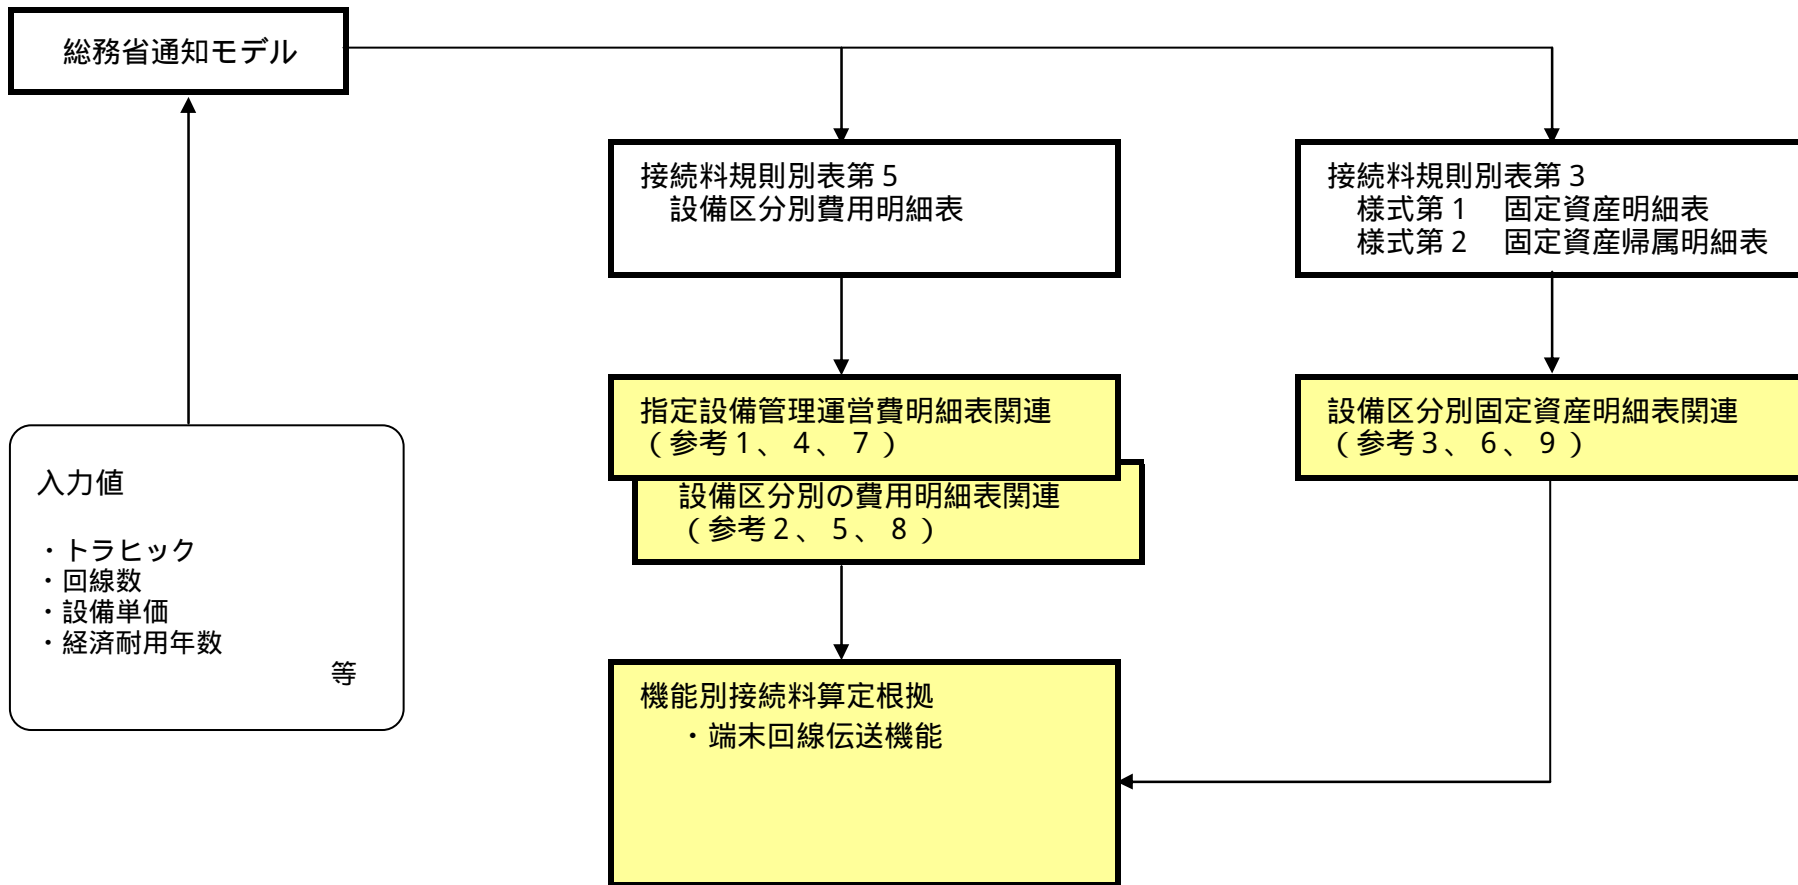 総務省通知モデル
接続料規則別表第5
設備区分別費用明細表
接続料規則別表第3
様式第1 固定資産明細表
様式第2 固定資産帰属明細表
指定設備管理運営費明細表関連
(参考1、4、7)
設備区分別の費用明細表関連
(参考2、5、8)
設備区分別固定資産明細表関連
(参考3、6、9)
入力値
・トラヒック
・回線数
・設備単価
・経済耐用年数
等
機能別接続料算定根拠
・端末回線伝送機能